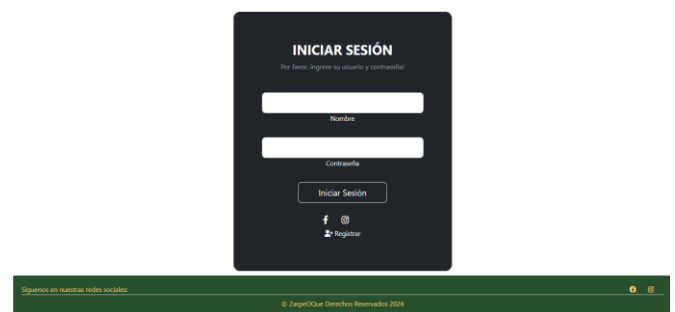 INICIAR SESIÓN
Por favor, ingrese su usuario y contraseña!
Nombre
Contraseña
Iniciar Sesión
Registrar
Síguenos en nuestras redes sociales:
© ZarpeOQue Derechos Reservados 2024